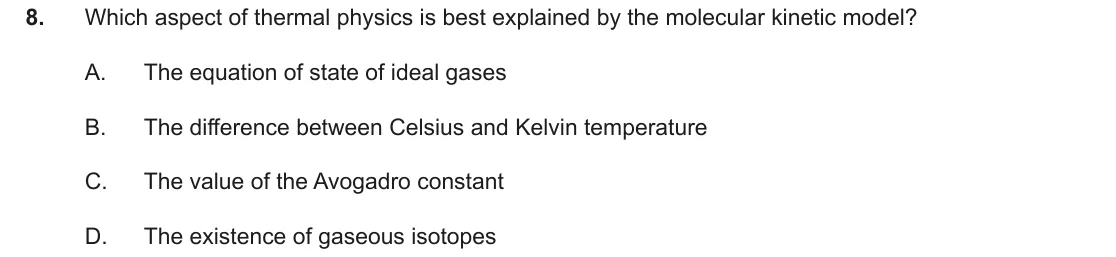 8. Which aspect of thermal physics is best explained by the molecular kinetic model?
A. The equation of state of ideal gases
B. The difference between Celsius and Kelvin temperature
C. The value of the Avogadro constant
D. The existence of gaseous isotopes